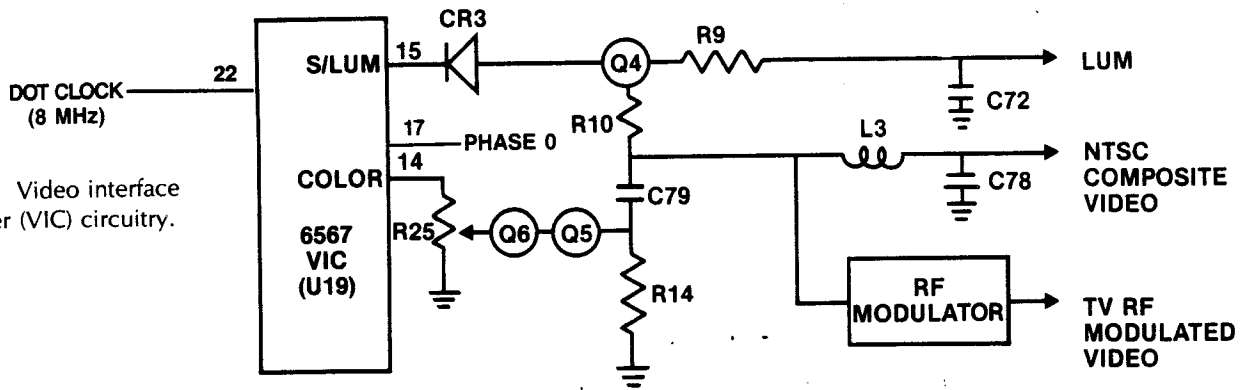 CR3
R9
S/LUM
15
Q4
LUM
22
DOT CLOCK
(8 MHz)
C72
R10
17
PHASE 0
L3
14
NTSC
COMPOSITE
VIDEO
COLOR
C79
C78
Video interface
er (VIC) circuitry.
R25
Q6
Q5
6567
VIC
(U19)
R14
RF
MODULATOR
TV RF
MODULATED
VIDEO